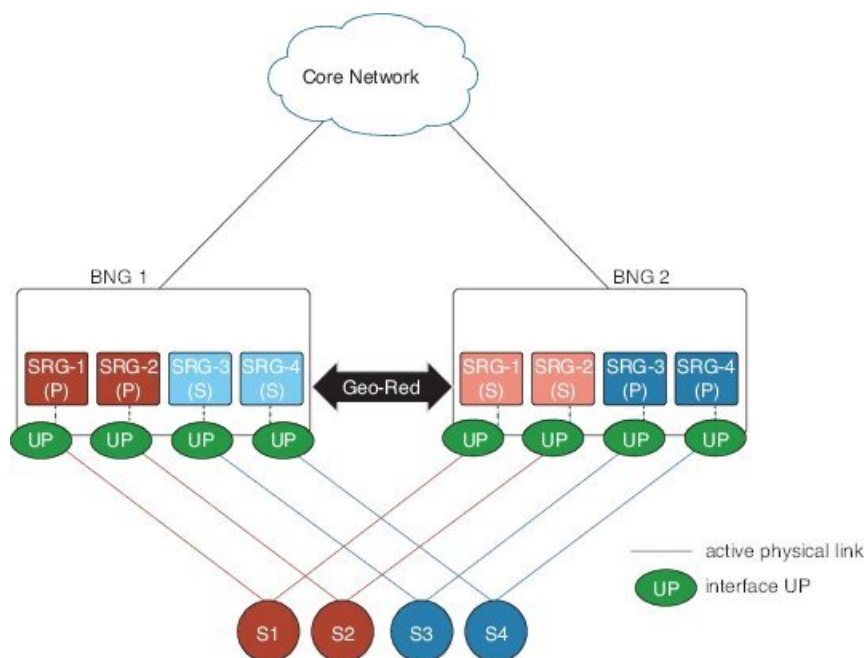 Core Network
BNG 1
BNG 2
SRG-1
(P)
SRG-2
(P)
SRG-3
(S)
SRG-4
(S)
Geo-Red
SRG-1
(S)
SRG-2
(S)
SRG-3
(P)
SRG-4
(P)
UP
UP
UP
UP
UP
UP
UP
UP
active physical link
UP
interface UP
S1
S2
S3
S4